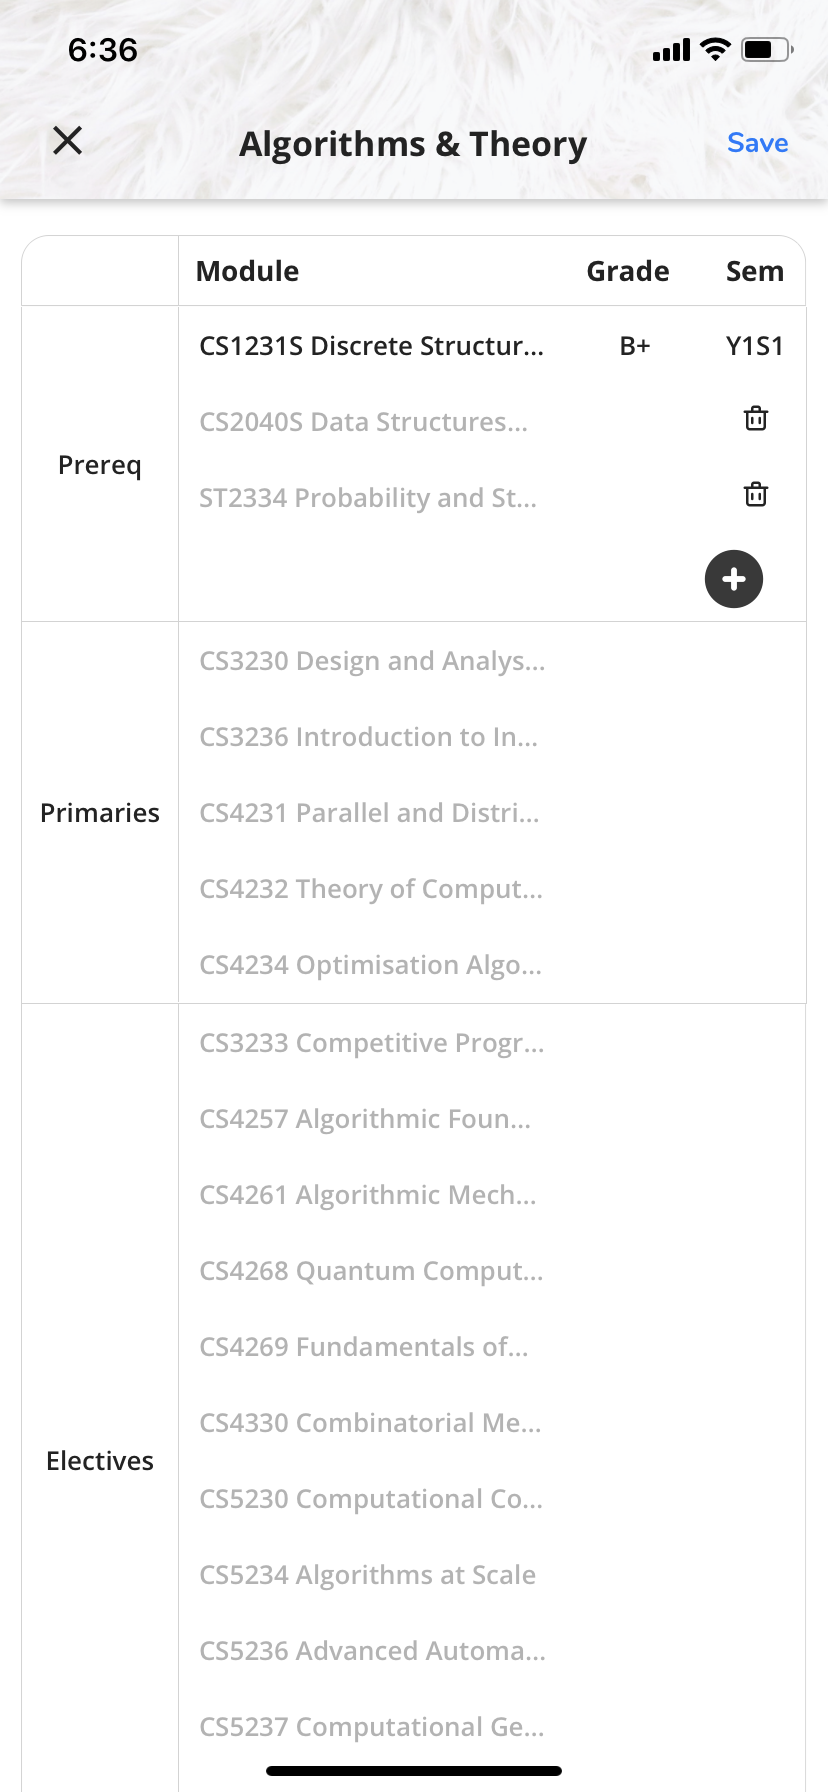 6:36
Algorithms & Theory
Save
Module Grade Sem
Prereq
CS1231S Discrete Structur... B+ Y1S1
CS2040S Data Structures...
ST2334 Probability and St...
Primaries
CS3230 Design and Analys...
CS3236 Introduction to In...
CS4231 Parallel and Distri...
CS4232 Theory of Comput...
CS4234 Optimisation Algo...
Electives
CS3233 Competitive Progr...
CS4257 Algorithmic Foun...
CS4261 Algorithmic Mech...
CS4268 Quantum Comput...
CS4269 Fundamentals of...
CS4330 Combinatorial Me...
CS5230 Computational Co...
CS5234 Algorithms at Scale
CS5236 Advanced Automa...
CS5237 Computational Ge...